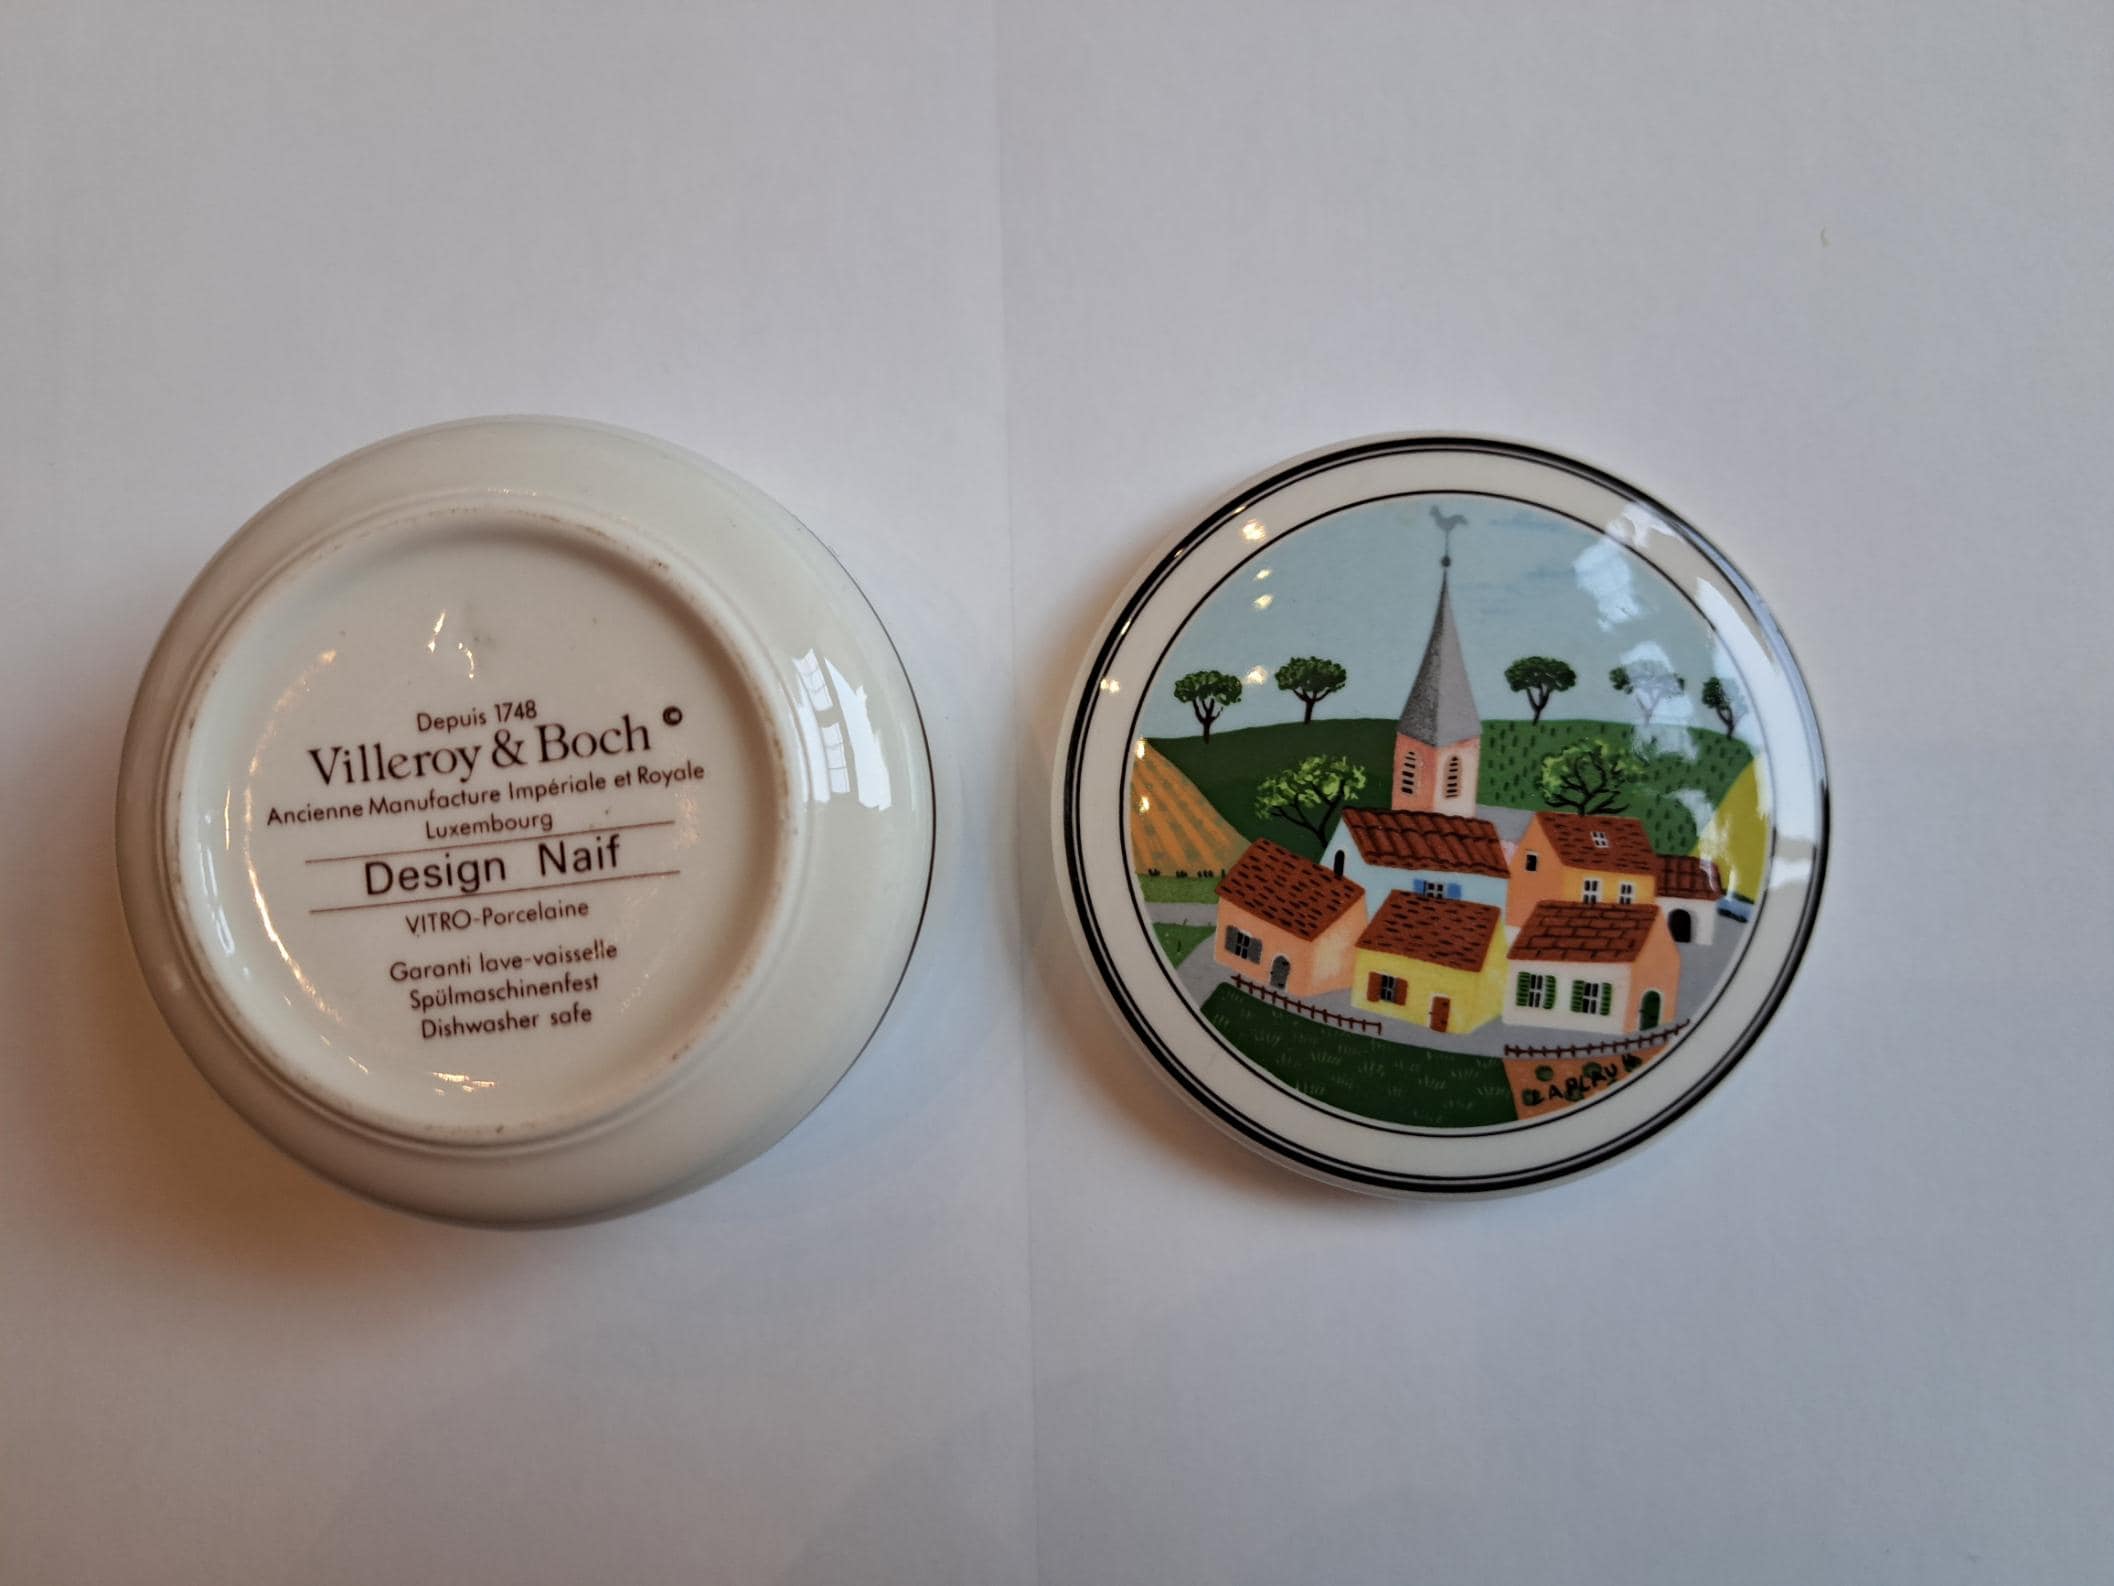 Depuis 1748
Villeroy & Boch ©
Ancienne Manufacture Impériale et Royale
Luxembourg
Design Naif
VITRO-Porcelaine
Garanti lave-vaisselle
Spülmaschinenfest
Dishwasher safe